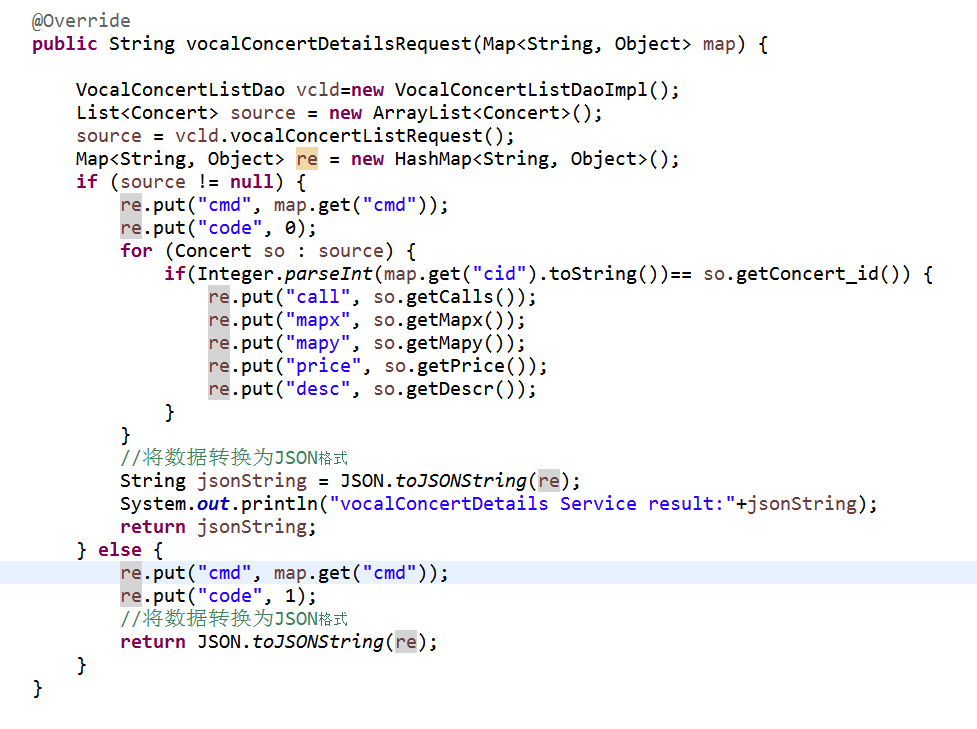 @Override
public String vocalConcertDetailsRequest(Map<String, Object> map) {
VocalConcertListDao vcld=new VocalConcertListDaoImpl();
List<Concert> source = new ArrayList<Concert>();
source = vcld.vocalConcertListRequest();
Map<String, Object> re = new HashMap<String, Object>();
if (source != null) {
re.put("cmd", map.get("cmd"));
re.put("code", 0);
for (Concert so : source) {
if(Integer.parseInt(map.get("cid").toString())== so.getConcert_id()) {
re.put("call", so.getCalls());
re.put("mapx", so.getMapx());
re.put("mapy", so.getMapy());
re.put("price", so.getPrice());
re.put("desc", so.getDescr());
}
}
//将数据转换为JSON格式
String jsonString = JSON.toJSONString(re);
System.out.println("vocalConcertDetails Service result:"+jsonString);
return jsonString;
} else {
re.put("cmd", map.get("cmd"));
re.put("code", 1);
//将数据转换为JSON格式
return JSON.toJSONString(re);
}
}